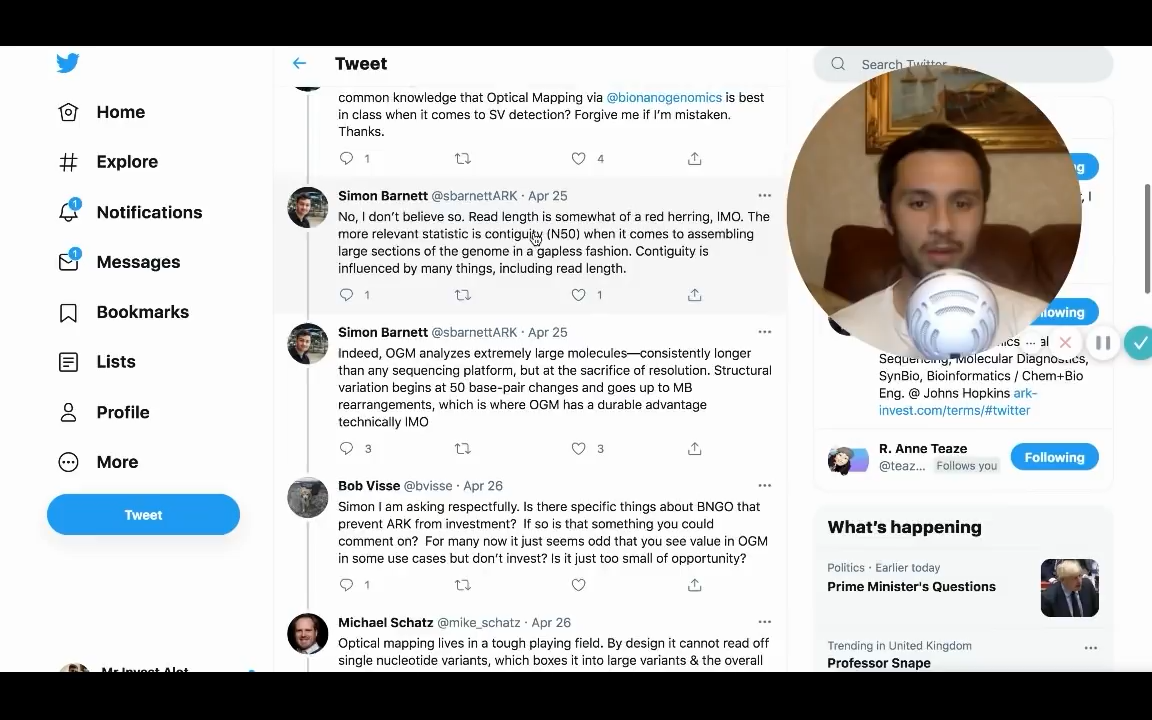 Tweet
Search Twitter
Home
Explore
1
Notifications
1
Messages
Bookmarks
Lists
Profile
More
Tweet
Mr Invest Alot
common knowledge that Optical Mapping via @bionanogenomics is best
in class when it comes to SV detection? Forgive me if I'm mistaken.
Thanks.
1 4
Simon Barnett @sbarnettARK · Apr 25
No, I don't believe so. Read length is somewhat of a red herring, IMO. The
more relevant statistic is contiguity (N50) when it comes to assembling
large sections of the genome in a gapless fashion. Contiguity is
influenced by many things, including read length.
1 1
Simon Barnett @sbarnettARK · Apr 25
Indeed, OGM analyzes extremely large molecules—consistently longer
than any sequencing platform, but at the sacrifice of resolution. Structural
variation begins at 50 base-pair changes and goes up to MB
rearrangements, which is where OGM has a durable advantage
technically IMO
3 3
Bob Visse @bvisse · Apr 26
Simon I am asking respectfully. Is there specific things about BNGO that
prevent ARK from investment? If so is that something you could
comment on? For many now it just seems odd that you see value in OGM
in some use cases but don't invest? Is it just too small of opportunity?
1
Michael Schatz @mike_schatz · Apr 26
Optical mapping lives in a tough playing field. By design it cannot read off
single nucleotide variants, which boxes it into large variants & the overall
Sequencing, Molecular Diagnostics,
SynBio, Bioinformatics / Chem+Bio
Eng. @ Johns Hopkins ark-
invest.com/terms/#twitter
R. Anne Teaze
@teaz... Follows you
Following
What's happening
Politics · Earlier today
Prime Minister's Questions
Trending in United Kingdom
Professor Snape